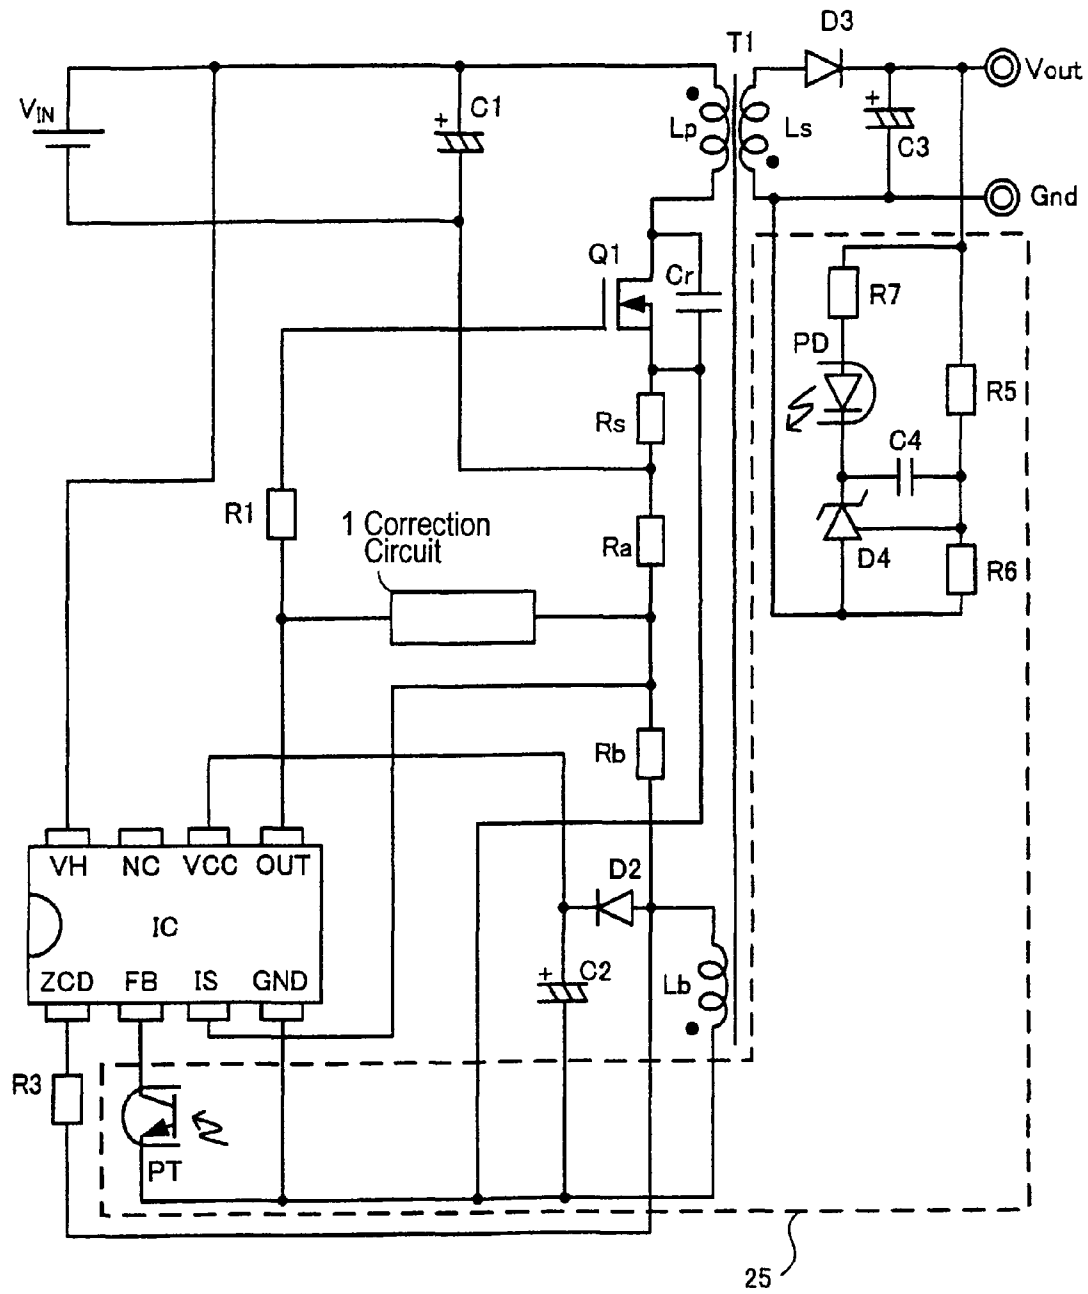 D3
T1
Vout
VIN
C1
+
Lp
Ls
+
C3
Gnd
Q1
Cr
R7
PD
Rs
R5
C4
R1
1 Correction
Circuit
Ra
D4
R6
Rb
VH
NC
VCC
OUT
D2
IC
ZCD
FB
IS
GND
+
C2
Lb
R3
PT
25